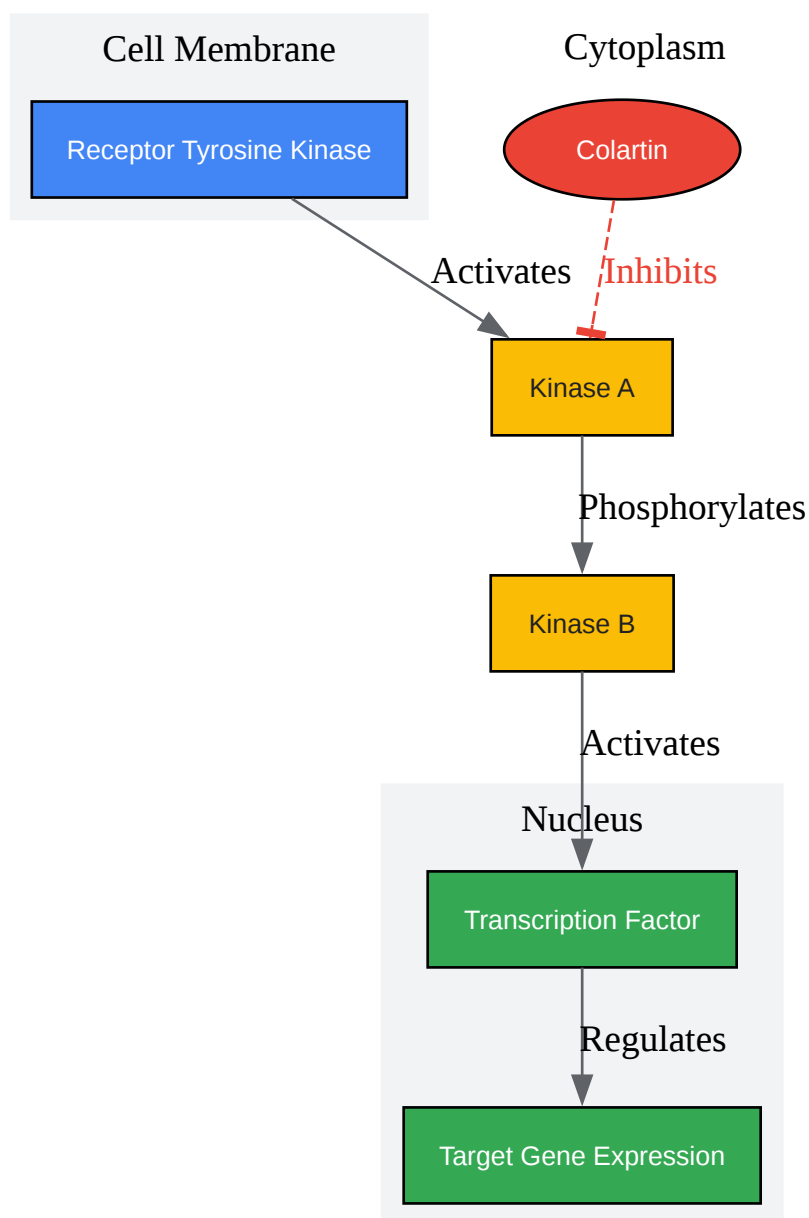 Cell Membrane
Cytoplasm
Receptor Tyrosine Kinase
Colartin
Activates
Inhibits
Kinase A
Phosphorylates
Kinase B
Activates
Nucleus
Transcription Factor
Regulates
Target Gene Expression